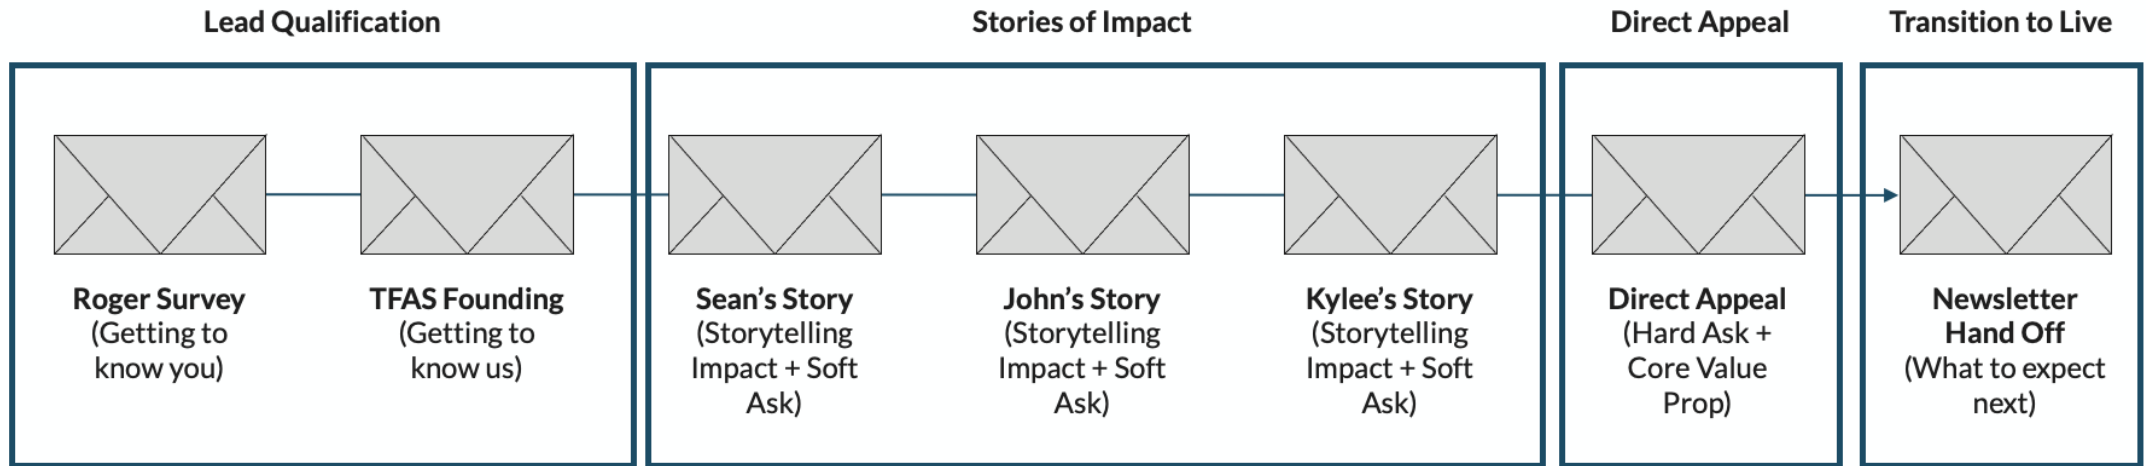 Lead Qualification
Stories of Impact
Direct Appeal
Transition to Live
Roger Survey
(Getting to
know you)
TFAS Founding
(Getting to
know us)
Sean’s Story
(Storytelling
Impact + Soft
Ask)
John’s Story
(Storytelling
Impact + Soft
Ask)
Kylee’s Story
(Storytelling
Impact + Soft
Ask)
Direct Appeal
(Hard Ask +
Core Value
Prop)
Newsletter
Hand Off
(What to expect
next)